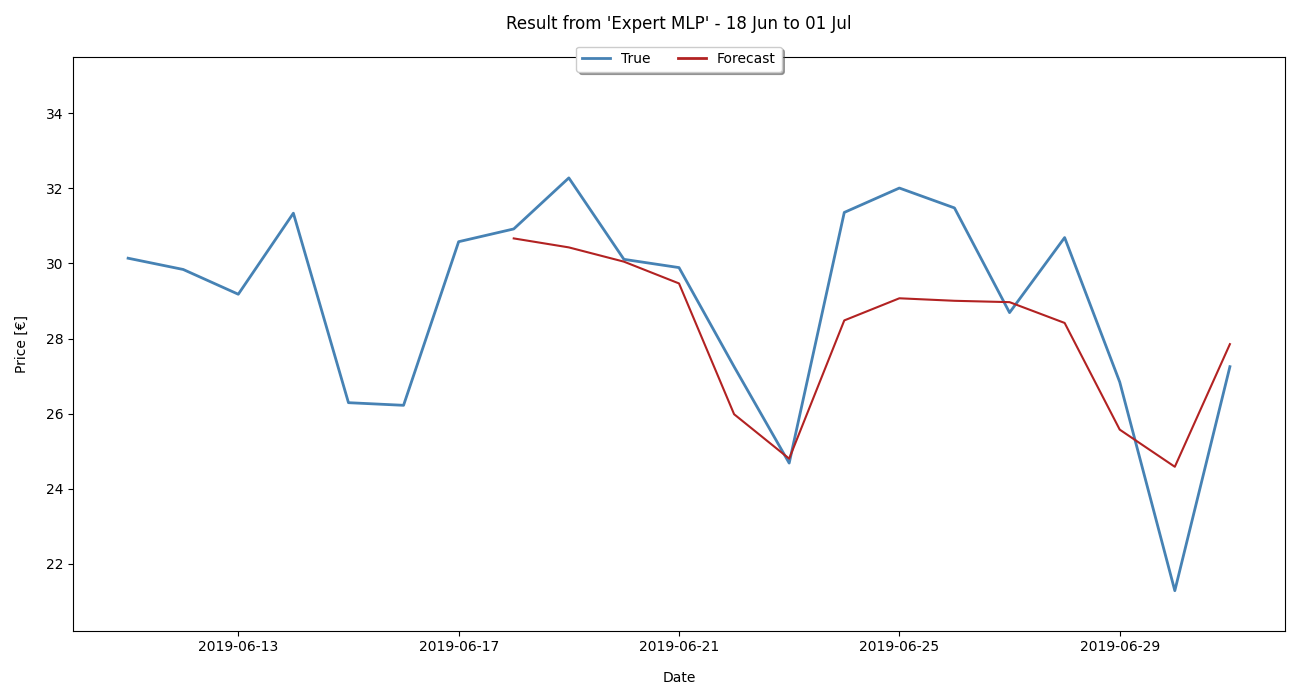 Result from 'Expert MLP' - 18 Jun to 01 Jul
True Forecast
34
32
30
28
26
24
22
Price [€]
2019-06-13 2019-06-17 2019-06-21 2019-06-25 2019-06-29
Date